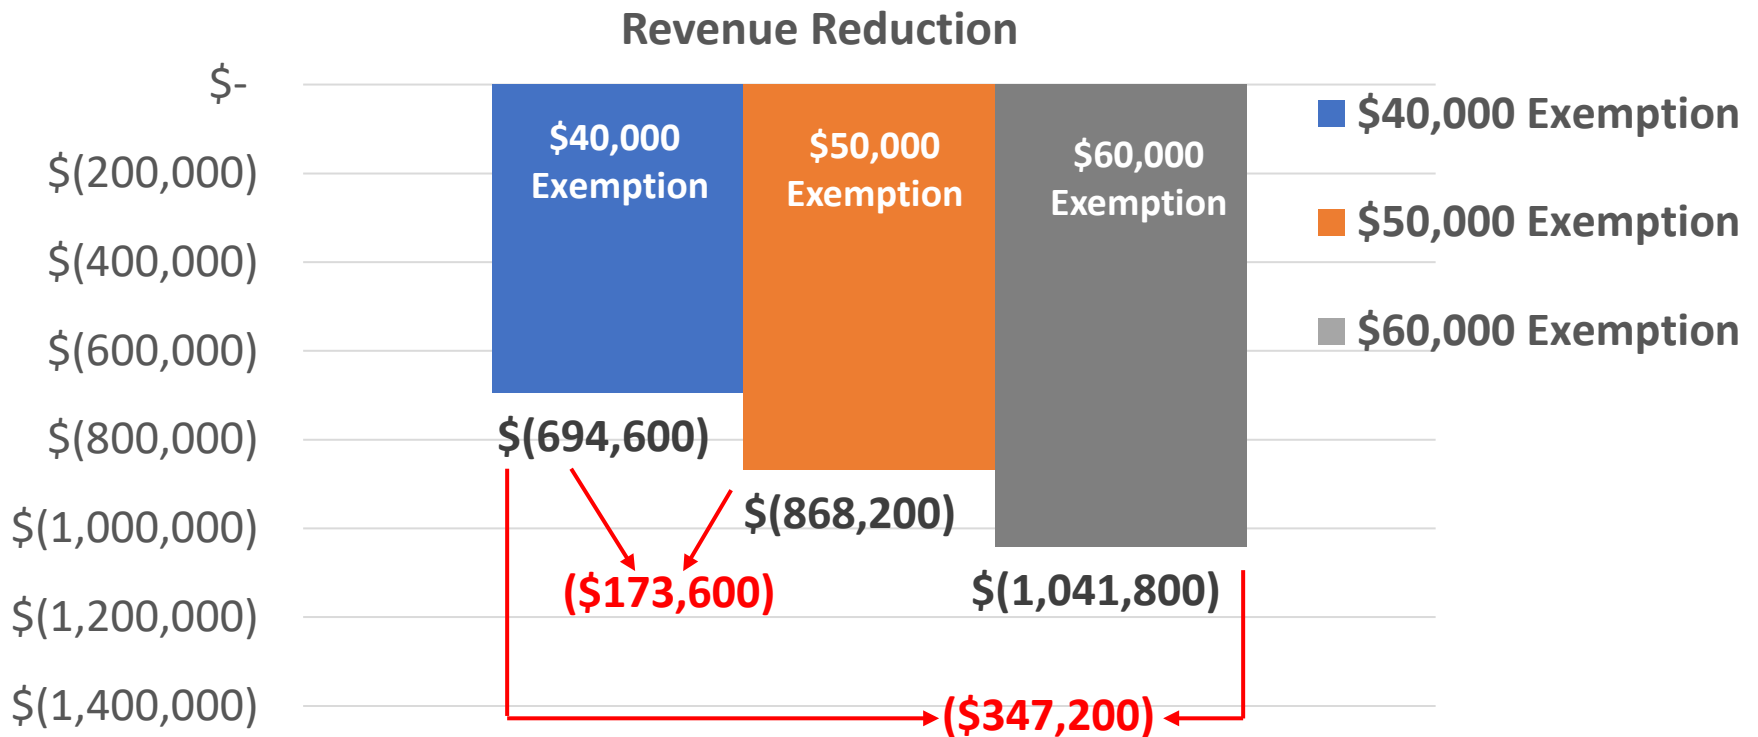 Revenue Reduction
$-
$(200,000)
$(400,000)
$(600,000)
$(800,000)
$(1,000,000)
$(1,200,000)
$(1,400,000)
$40,000
Exemption
$50,000
Exemption
$60,000
Exemption
$(694,600)
$(868,200)
$(1,041,800)
($173,600)
($347,200)
$40,000 Exemption
$50,000 Exemption
$60,000 Exemption